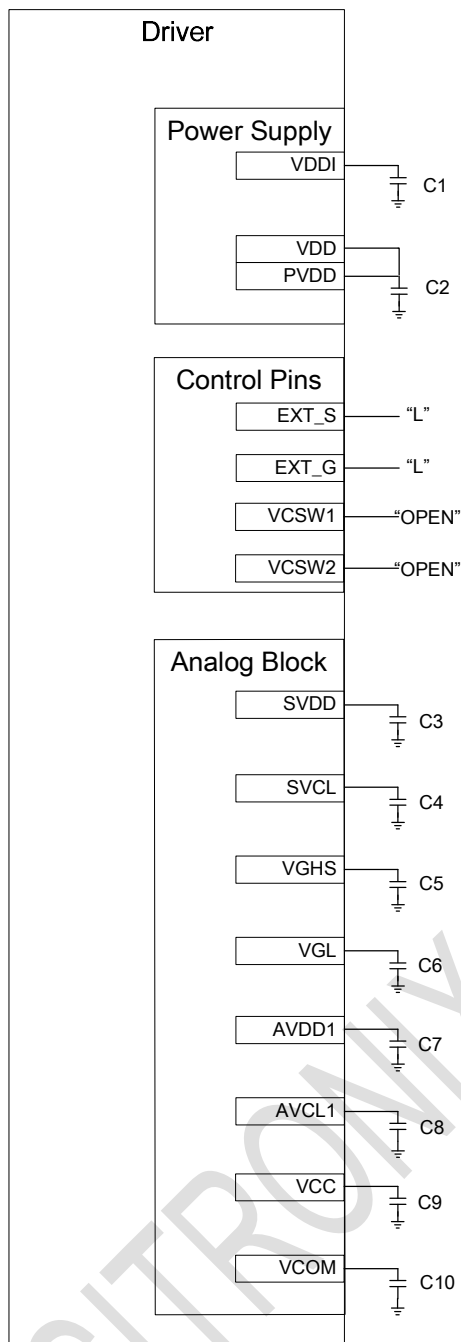 Driver
Power Supply
VDDI
C1
VDD
PVDD
C2
Control Pins
EXT_S
“L”
EXT_G
“L”
VCSW1
“OPEN”
VCSW2
“OPEN”
Analog Block
SVDD
C3
SVCL
C4
VGHS
C5
VGL
C6
AVDD1
C7
AVCL1
C8
VCC
C9
VCOM
C10
SITRONIX